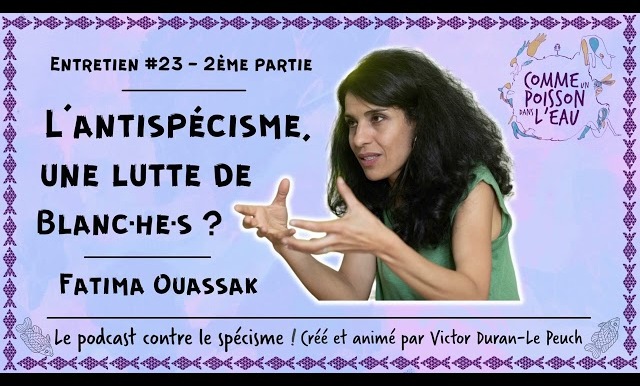 ENTRETIEN #23 - 2ÈME PARTIE
COMME UN
POISSON
DANS L'EAU
L'ANTISPÉCISME,
UNE LUTTE DE
BLANC·HE·S ?
FATIMA OUASSAK
Le podcast contre le spécisme ! Créé et animé par Victor Duran-Le Peuch